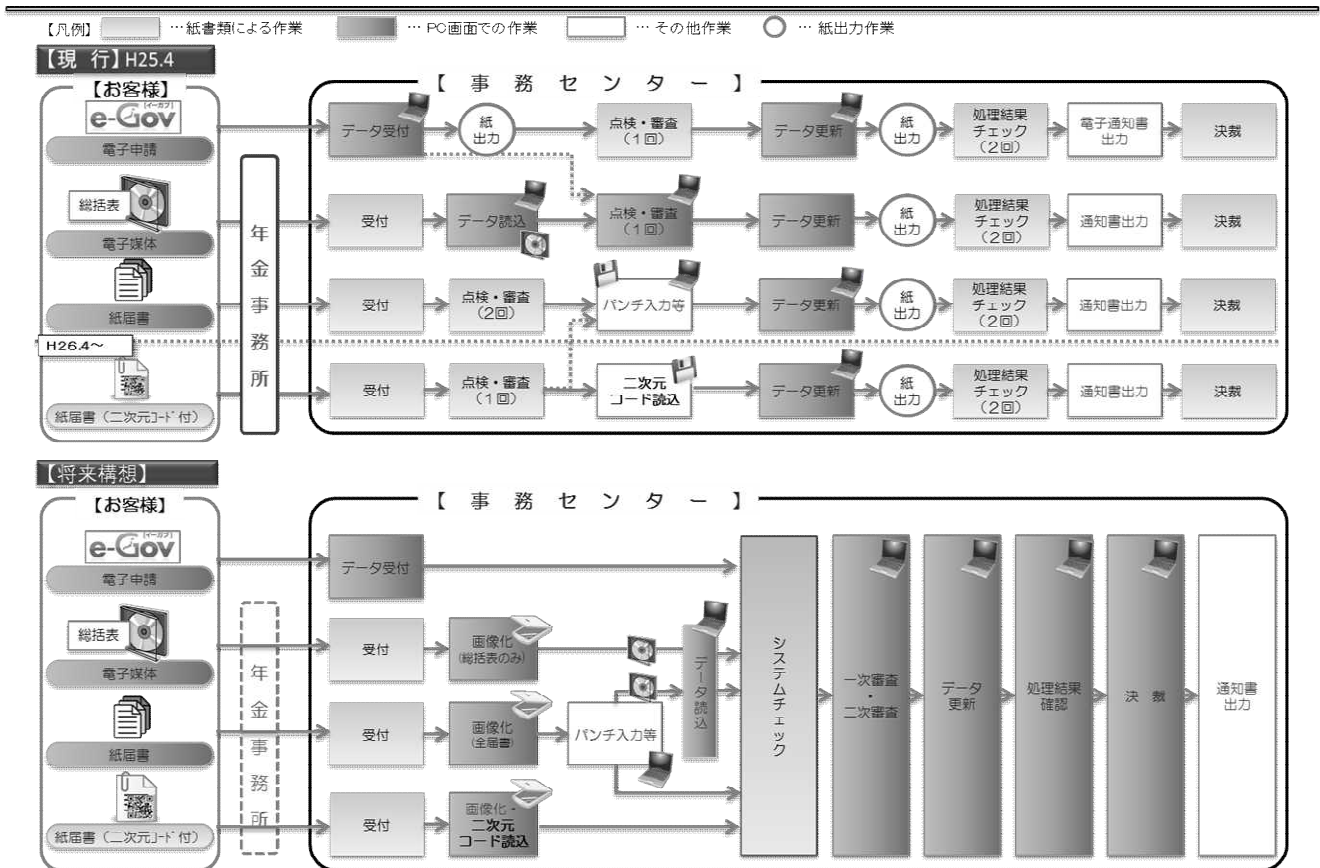 【凡例】 …紙書類による作業 … PC画面での作業 … その他作業 … 紙出力作業
【現 行】H25.4
【お客様】
e-Gov [イーガブ]
電子申請
総括表
電子媒体
紙届書
H26.4～
紙届書（二次元ｺｰﾄﾞ付）
年金事務所
【 事 務 セ ン タ ー 】
データ受付
紙
出力
点検・審査
（１回）
データ更新
紙
出力
処理結果
チェック
（２回）
電子通知書
出力
決裁
受付
データ読込
点検・審査
（１回）
データ更新
紙
出力
処理結果
チェック
（２回）
通知書出力
決裁
受付
点検・審査
（２回）
パンチ入力等
データ更新
紙
出力
処理結果
チェック
（２回）
通知書出力
決裁
受付
点検・審査
（１回）
二次元
コード読込
データ更新
紙
出力
処理結果
チェック
（２回）
通知書出力
決裁
【将来構想】
【お客様】
e-Gov [イーガブ]
電子申請
総括表
電子媒体
紙届書
紙届書（二次元ｺｰﾄﾞ付）
年金事務所
【 事 務 セ ン タ ー 】
データ受付
受付
画像化
(総括表のみ)
受付
画像化
(全届書)
パンチ入力等
受付
画像化・
二次元
コード読込
データ読込
システムチェック
一次審査
・
二次審査
データ
更新
処理結果
確認
決 裁
通知書
出力